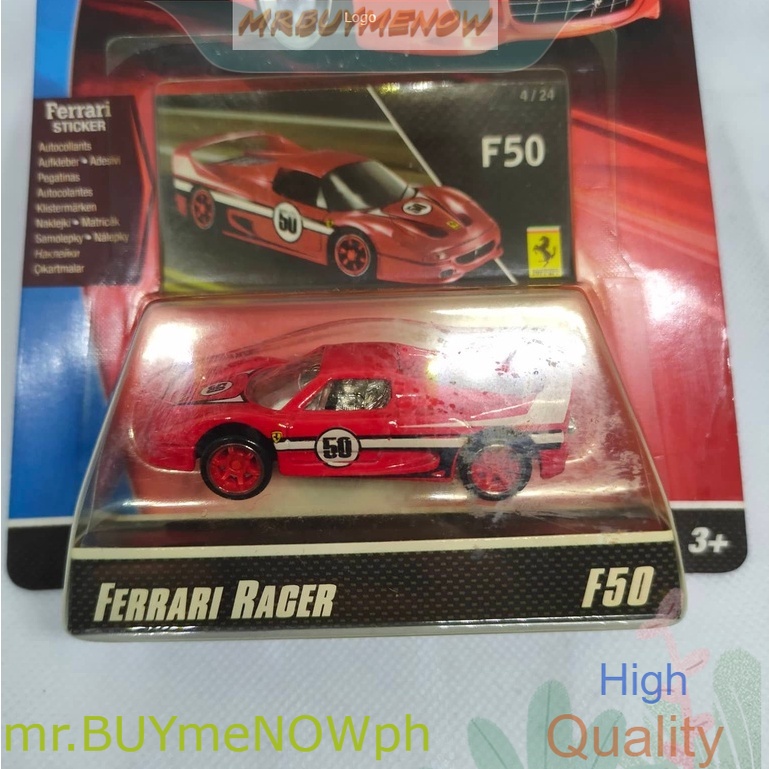 Logo
MRBUYMENOW
4/24
F50
Ferrari
STICKER
Autocollants
Aufkleber • Adesivi
Pegatinas
Autocolantes
Klistermärken
Naklejki • Matricák
Samolepky • Nálepky
Наклейки
Çıkartmalar
50
50
FERRARI RACER
F50
3+
High
Quality
mr.BUYmeNOWph